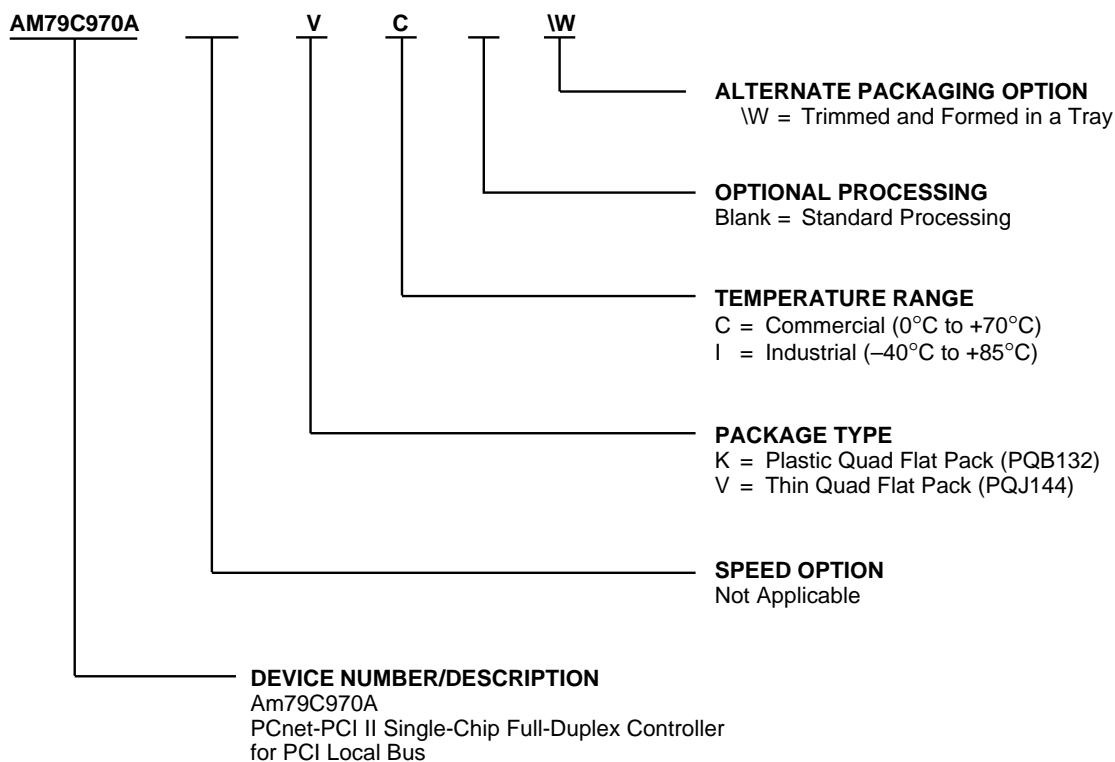 AM79C970A V C \W
ALTERNATE PACKAGING OPTION
\W = Trimmed and Formed in a Tray
OPTIONAL PROCESSING
Blank = Standard Processing
TEMPERATURE RANGE
C = Commercial (0°C to +70°C)
I = Industrial (–40°C to +85°C)
PACKAGE TYPE
K = Plastic Quad Flat Pack (PQB132)
V = Thin Quad Flat Pack (PQJ144)
SPEED OPTION
Not Applicable
DEVICE NUMBER/DESCRIPTION
Am79C970A
PCnet-PCI II Single-Chip Full-Duplex Controller
for PCI Local Bus